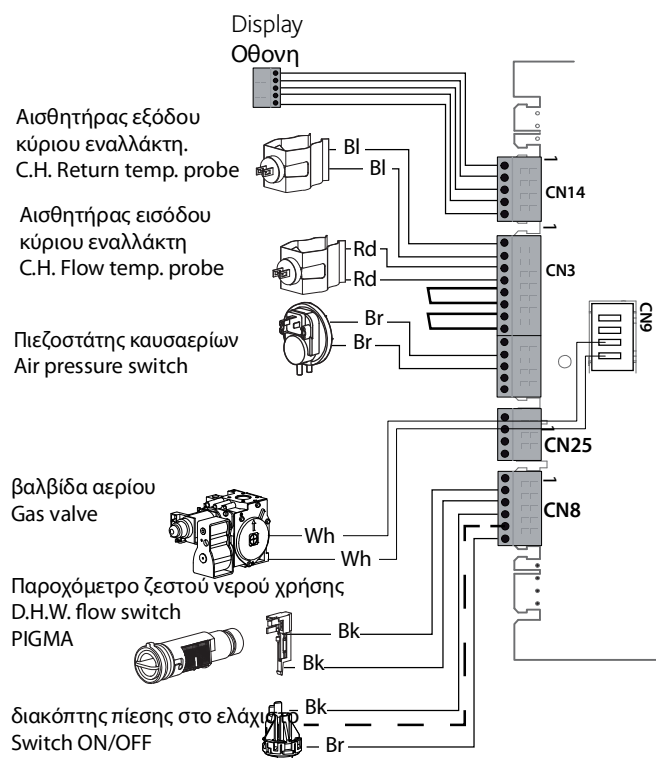 Display
Οθονη
Αισθητήρας εξόδου
κύριου εναλλάκτη.
C.H. Return temp. probe
Bl
Bl
1
CN14
Αισθητήρας εισόδου
κύριου εναλλάκτη
C.H. Flow temp. probe
Rd
Rd
1
CN3
CN9
Πιεζοστάτης καυσαερίων
Air pressure switch
Br
Br
1
CN25
βαλβίδα αερίου
Gas valve
Wh
Wh
1
CN8
Παροχόμετρο ζεστού νερού χρήσης
D.H.W. flow switch
PIGMA
Bk
Bk
διακόπτης πίεσης στο
Switch ON/OFF
Bk
Br